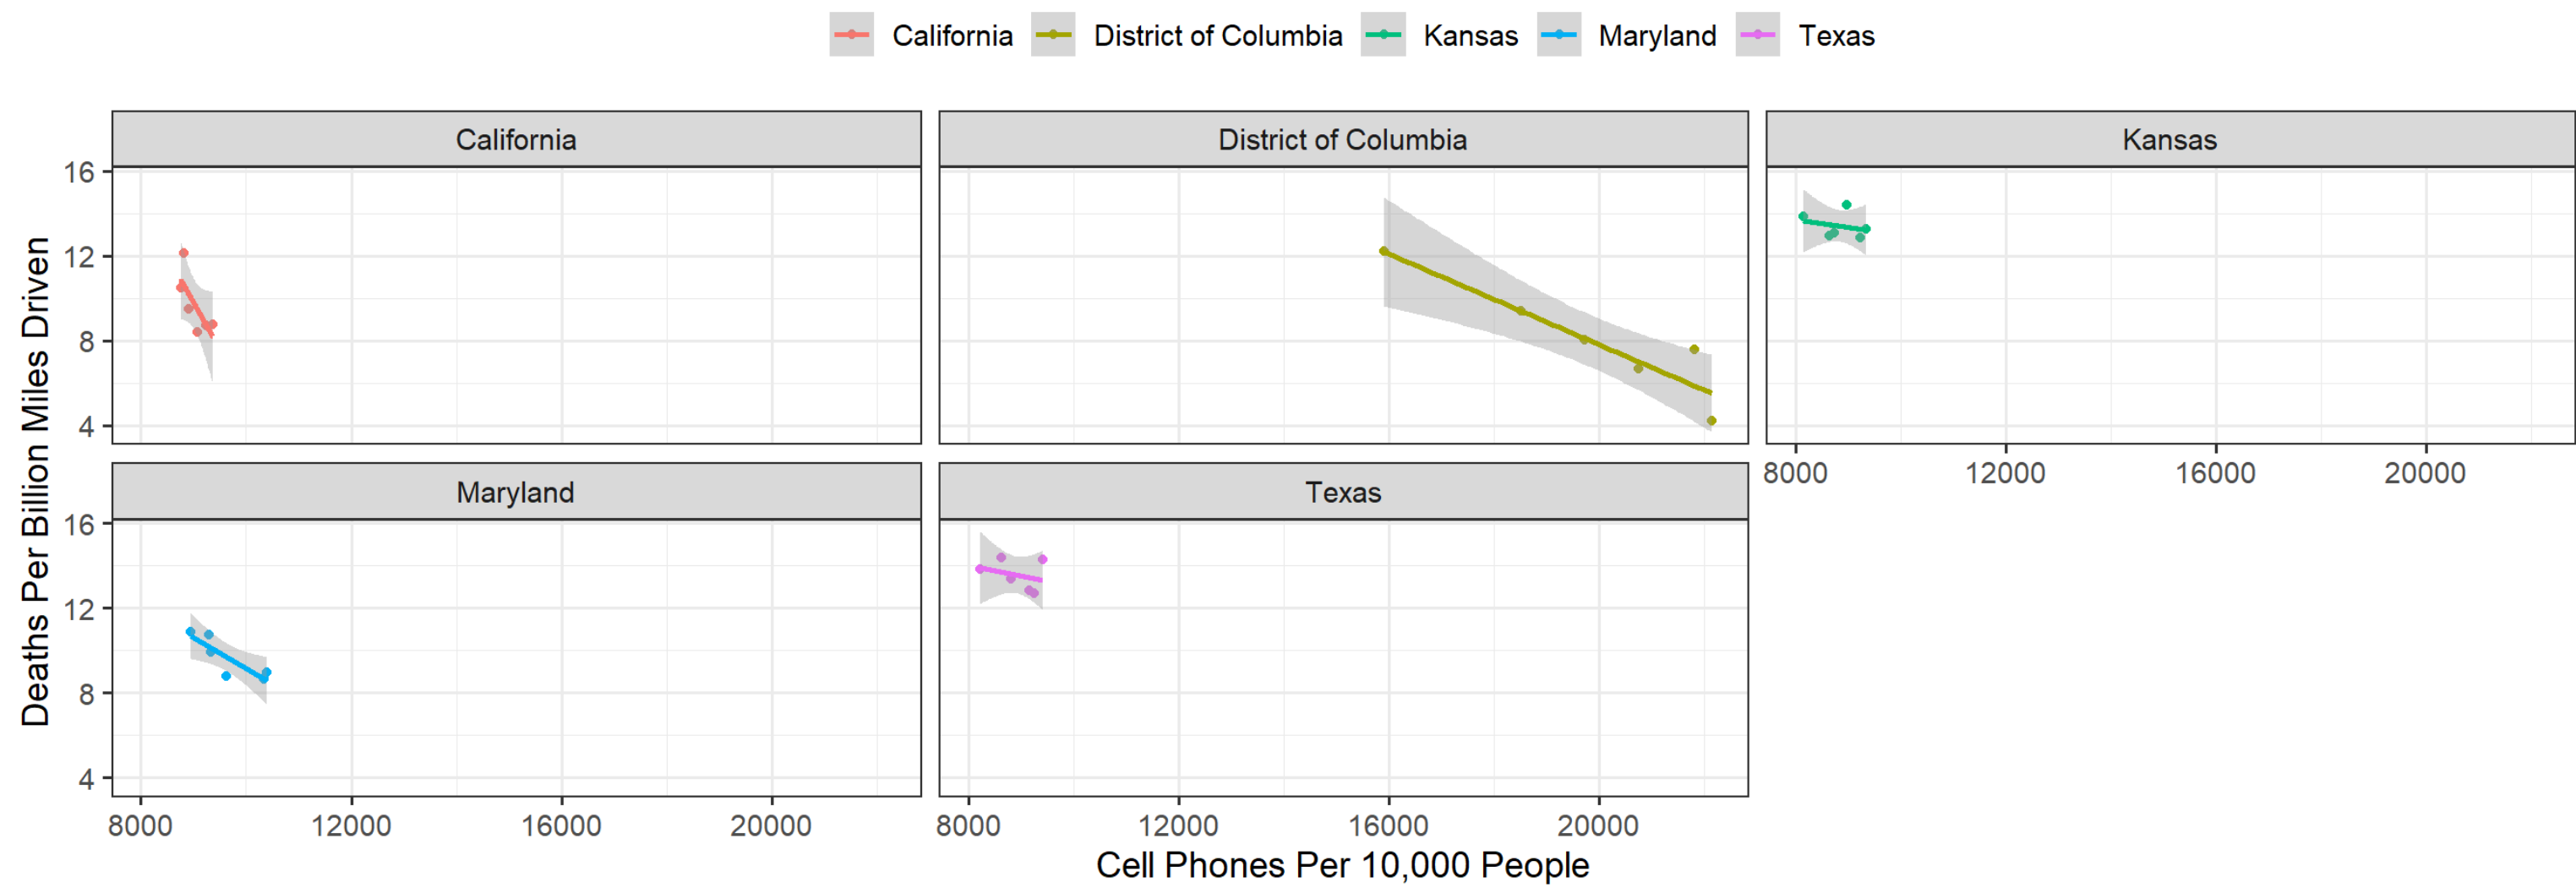 California District of Columbia Kansas Maryland Texas
California District of Columbia Kansas
16
12
8
4
8000 12000 16000 20000
Maryland Texas
16
12
8
4
8000 12000 16000 20000 8000 12000 16000 20000
Cell Phones Per 10,000 People
Deaths Per Billion Miles Driven